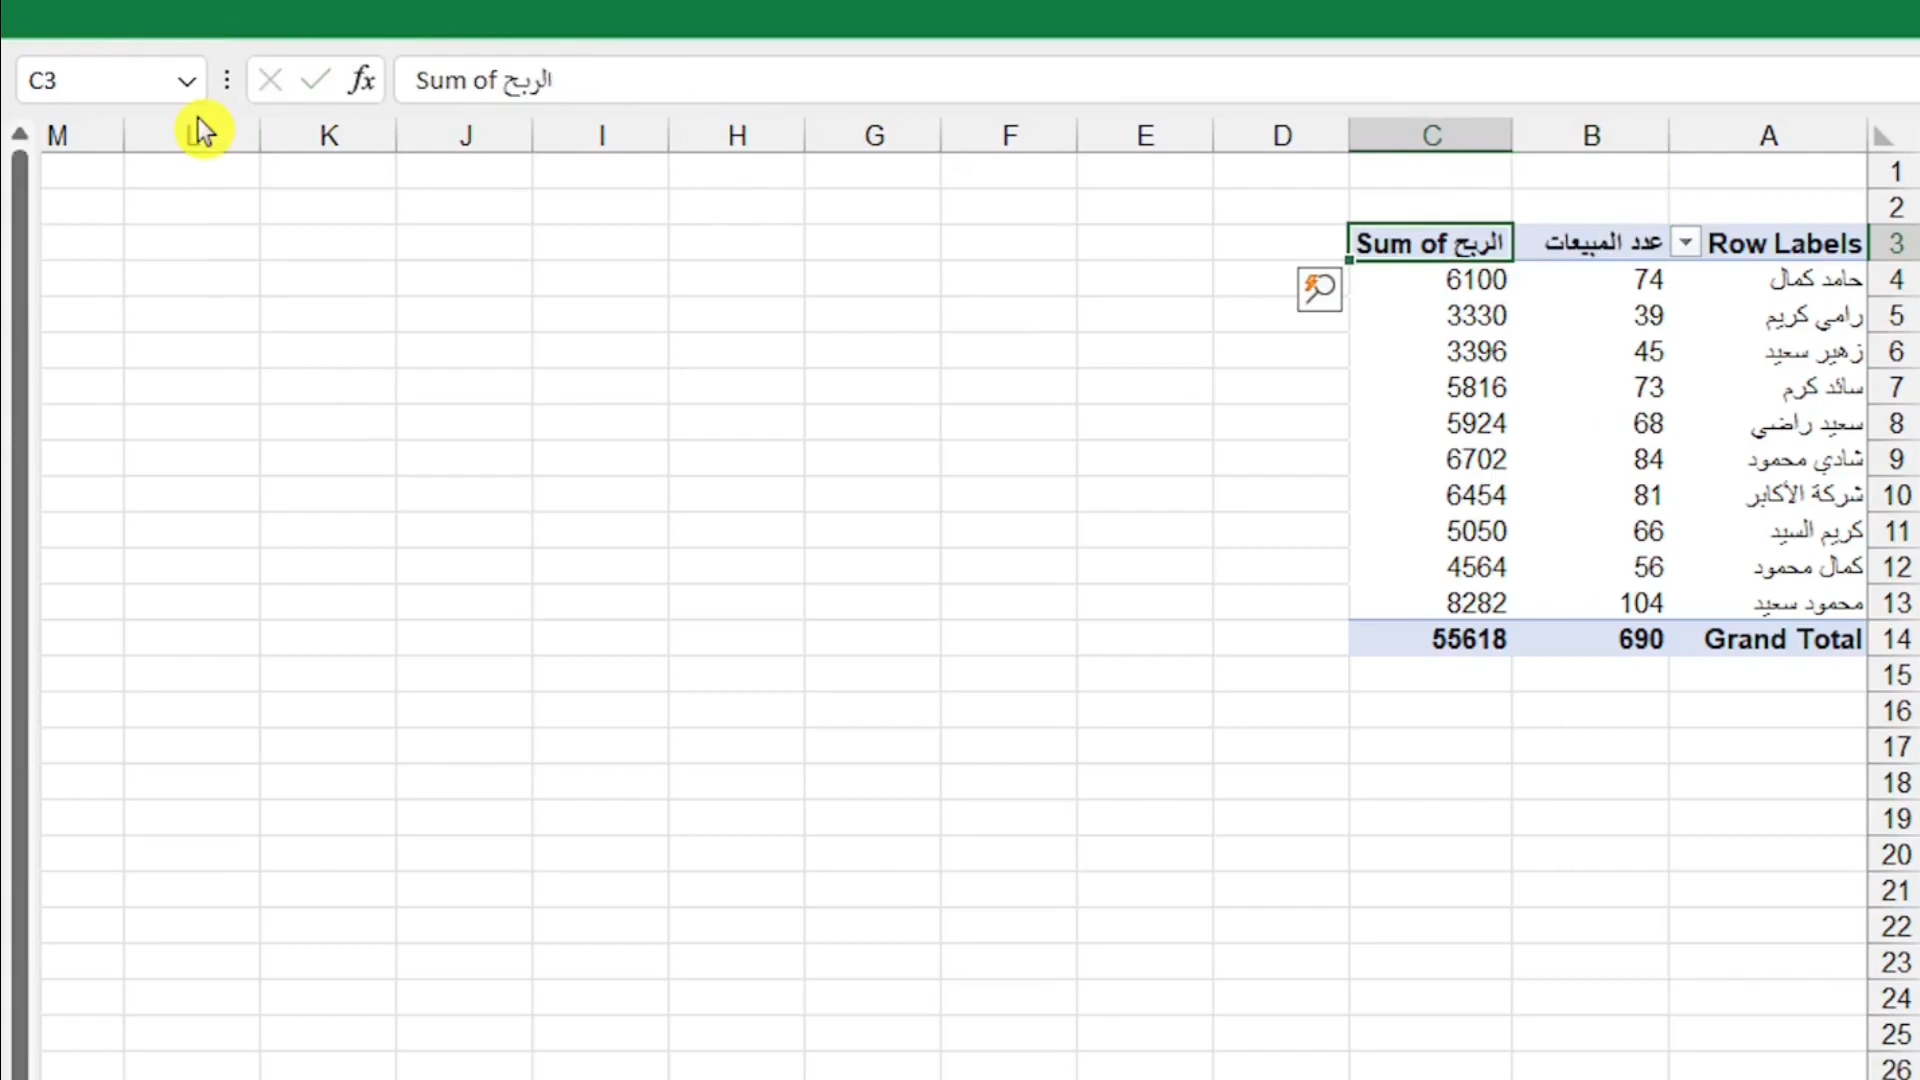 C3 fx Sum of الربح
M L K J I H G F E D C B A
1
2
Row Labels عدد المبيعات Sum of الربح 3
حامد كمال 74 6100 4
رامي كريم 39 3330 5
زهير سعيد 45 3396 6
سائد كرم 73 5816 7
سعيد راضي 68 5924 8
شادي محمود 84 6702 9
شركة الأكابر 81 6454 10
كريم السيد 66 5050 11
كمال محمود 56 4564 12
محمود سعيد 104 8282 13
Grand Total 690 55618 14
15
16
17
18
19
20
21
22
23
24
25
26